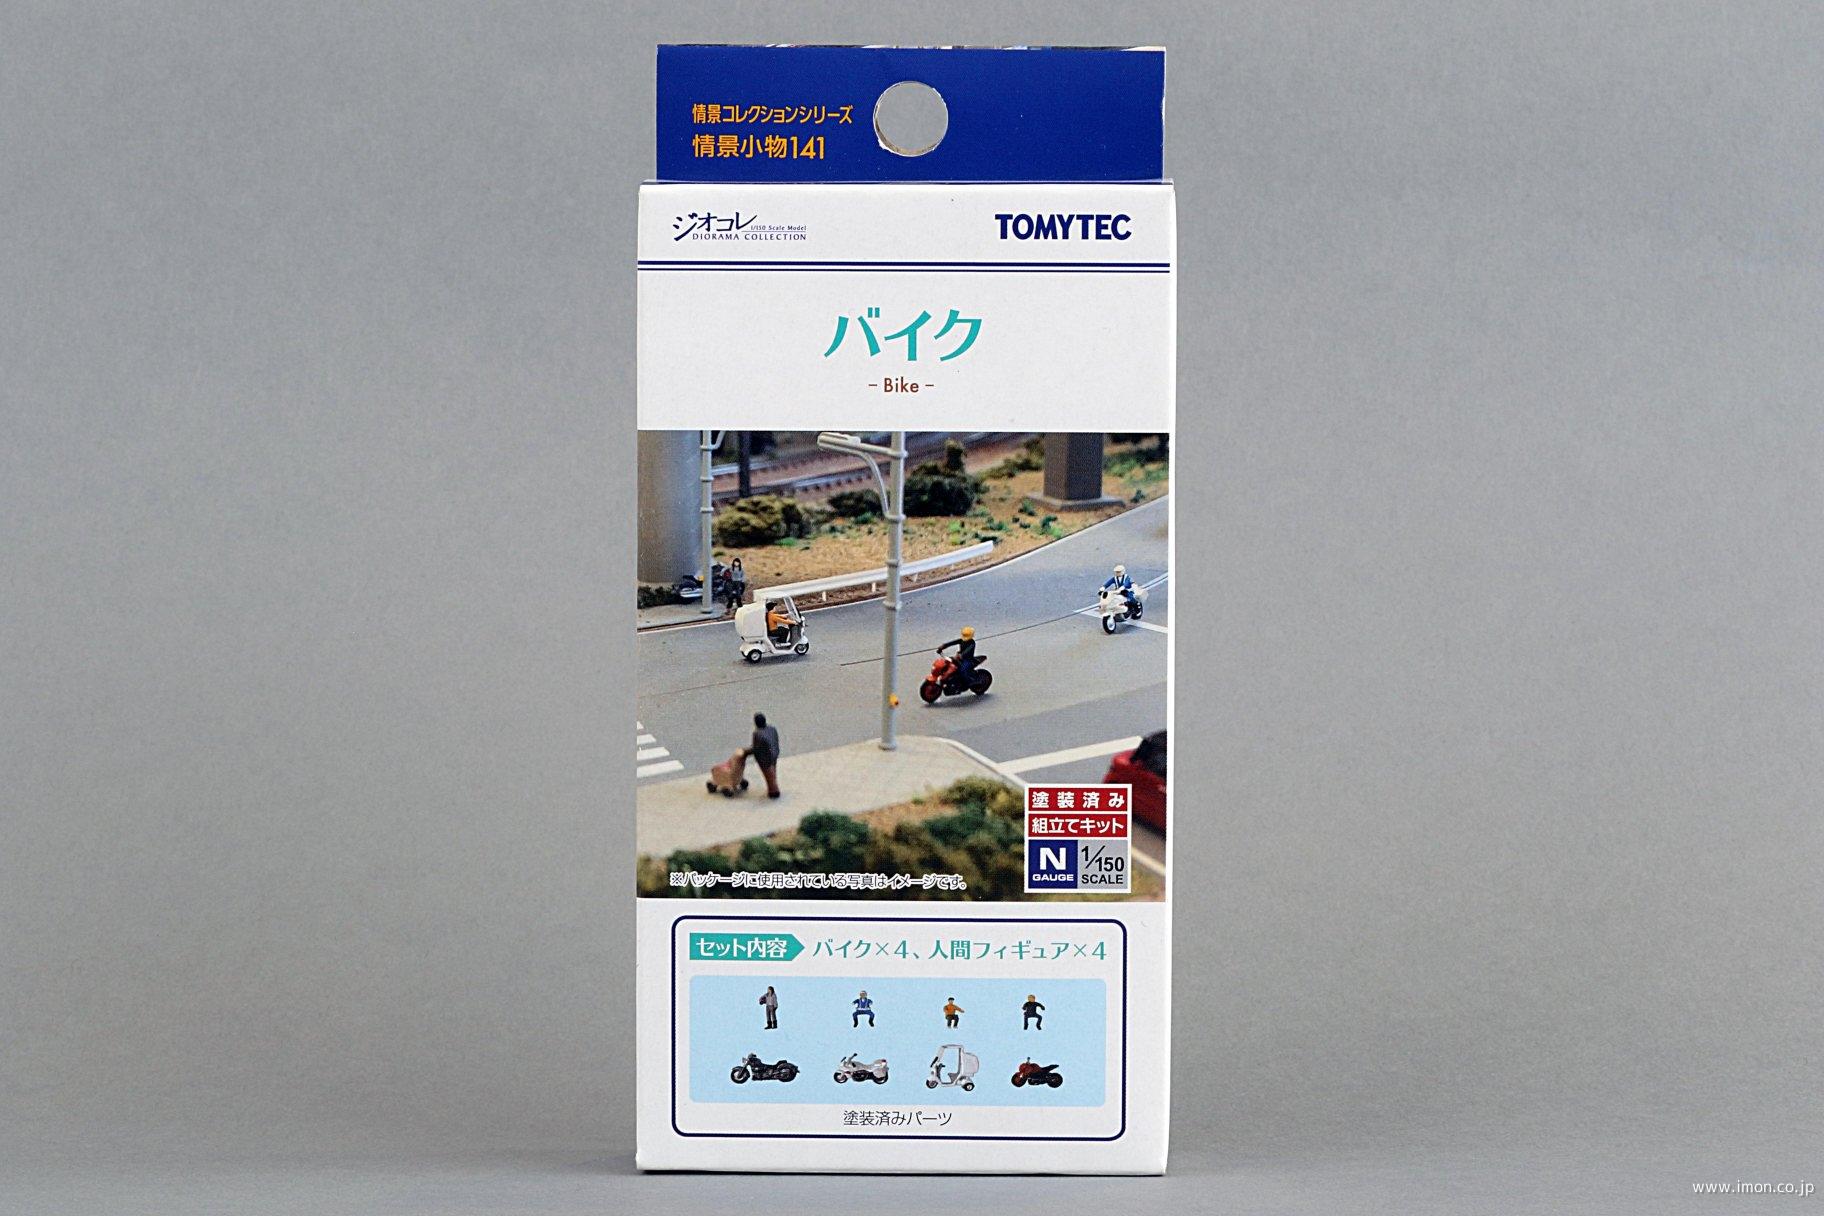 情景コレクションシリーズ
情景小物141
ジオコレ
1/150 Scale Model
DIORAMA COLLECTION
TOMYTEC
バイク
- Bike -
塗装済み
組立てキット
N GAUGE
1/150 SCALE
※パッケージに使用されている写真はイメージです。
セット内容 バイク×4、人間フィギュア×4
塗装済みパーツ
www.imon.co.jp